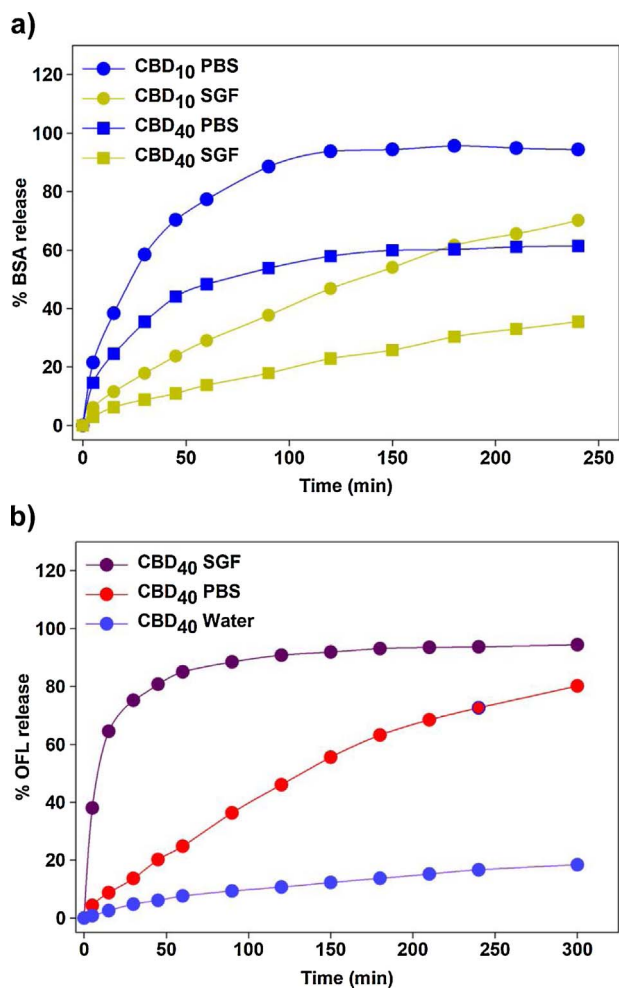 a)
CBD10 PBS
CBD10 SGF
CBD40 PBS
CBD40 SGF
120
100
80
60
40
20
0
% BSA release
0 50 100 150 200 250
Time (min)
b)
CBD40 SGF
CBD40 PBS
CBD40 Water
120
100
80
60
40
20
0
% OFL release
0 50 100 150 200 250 300
Time (min)